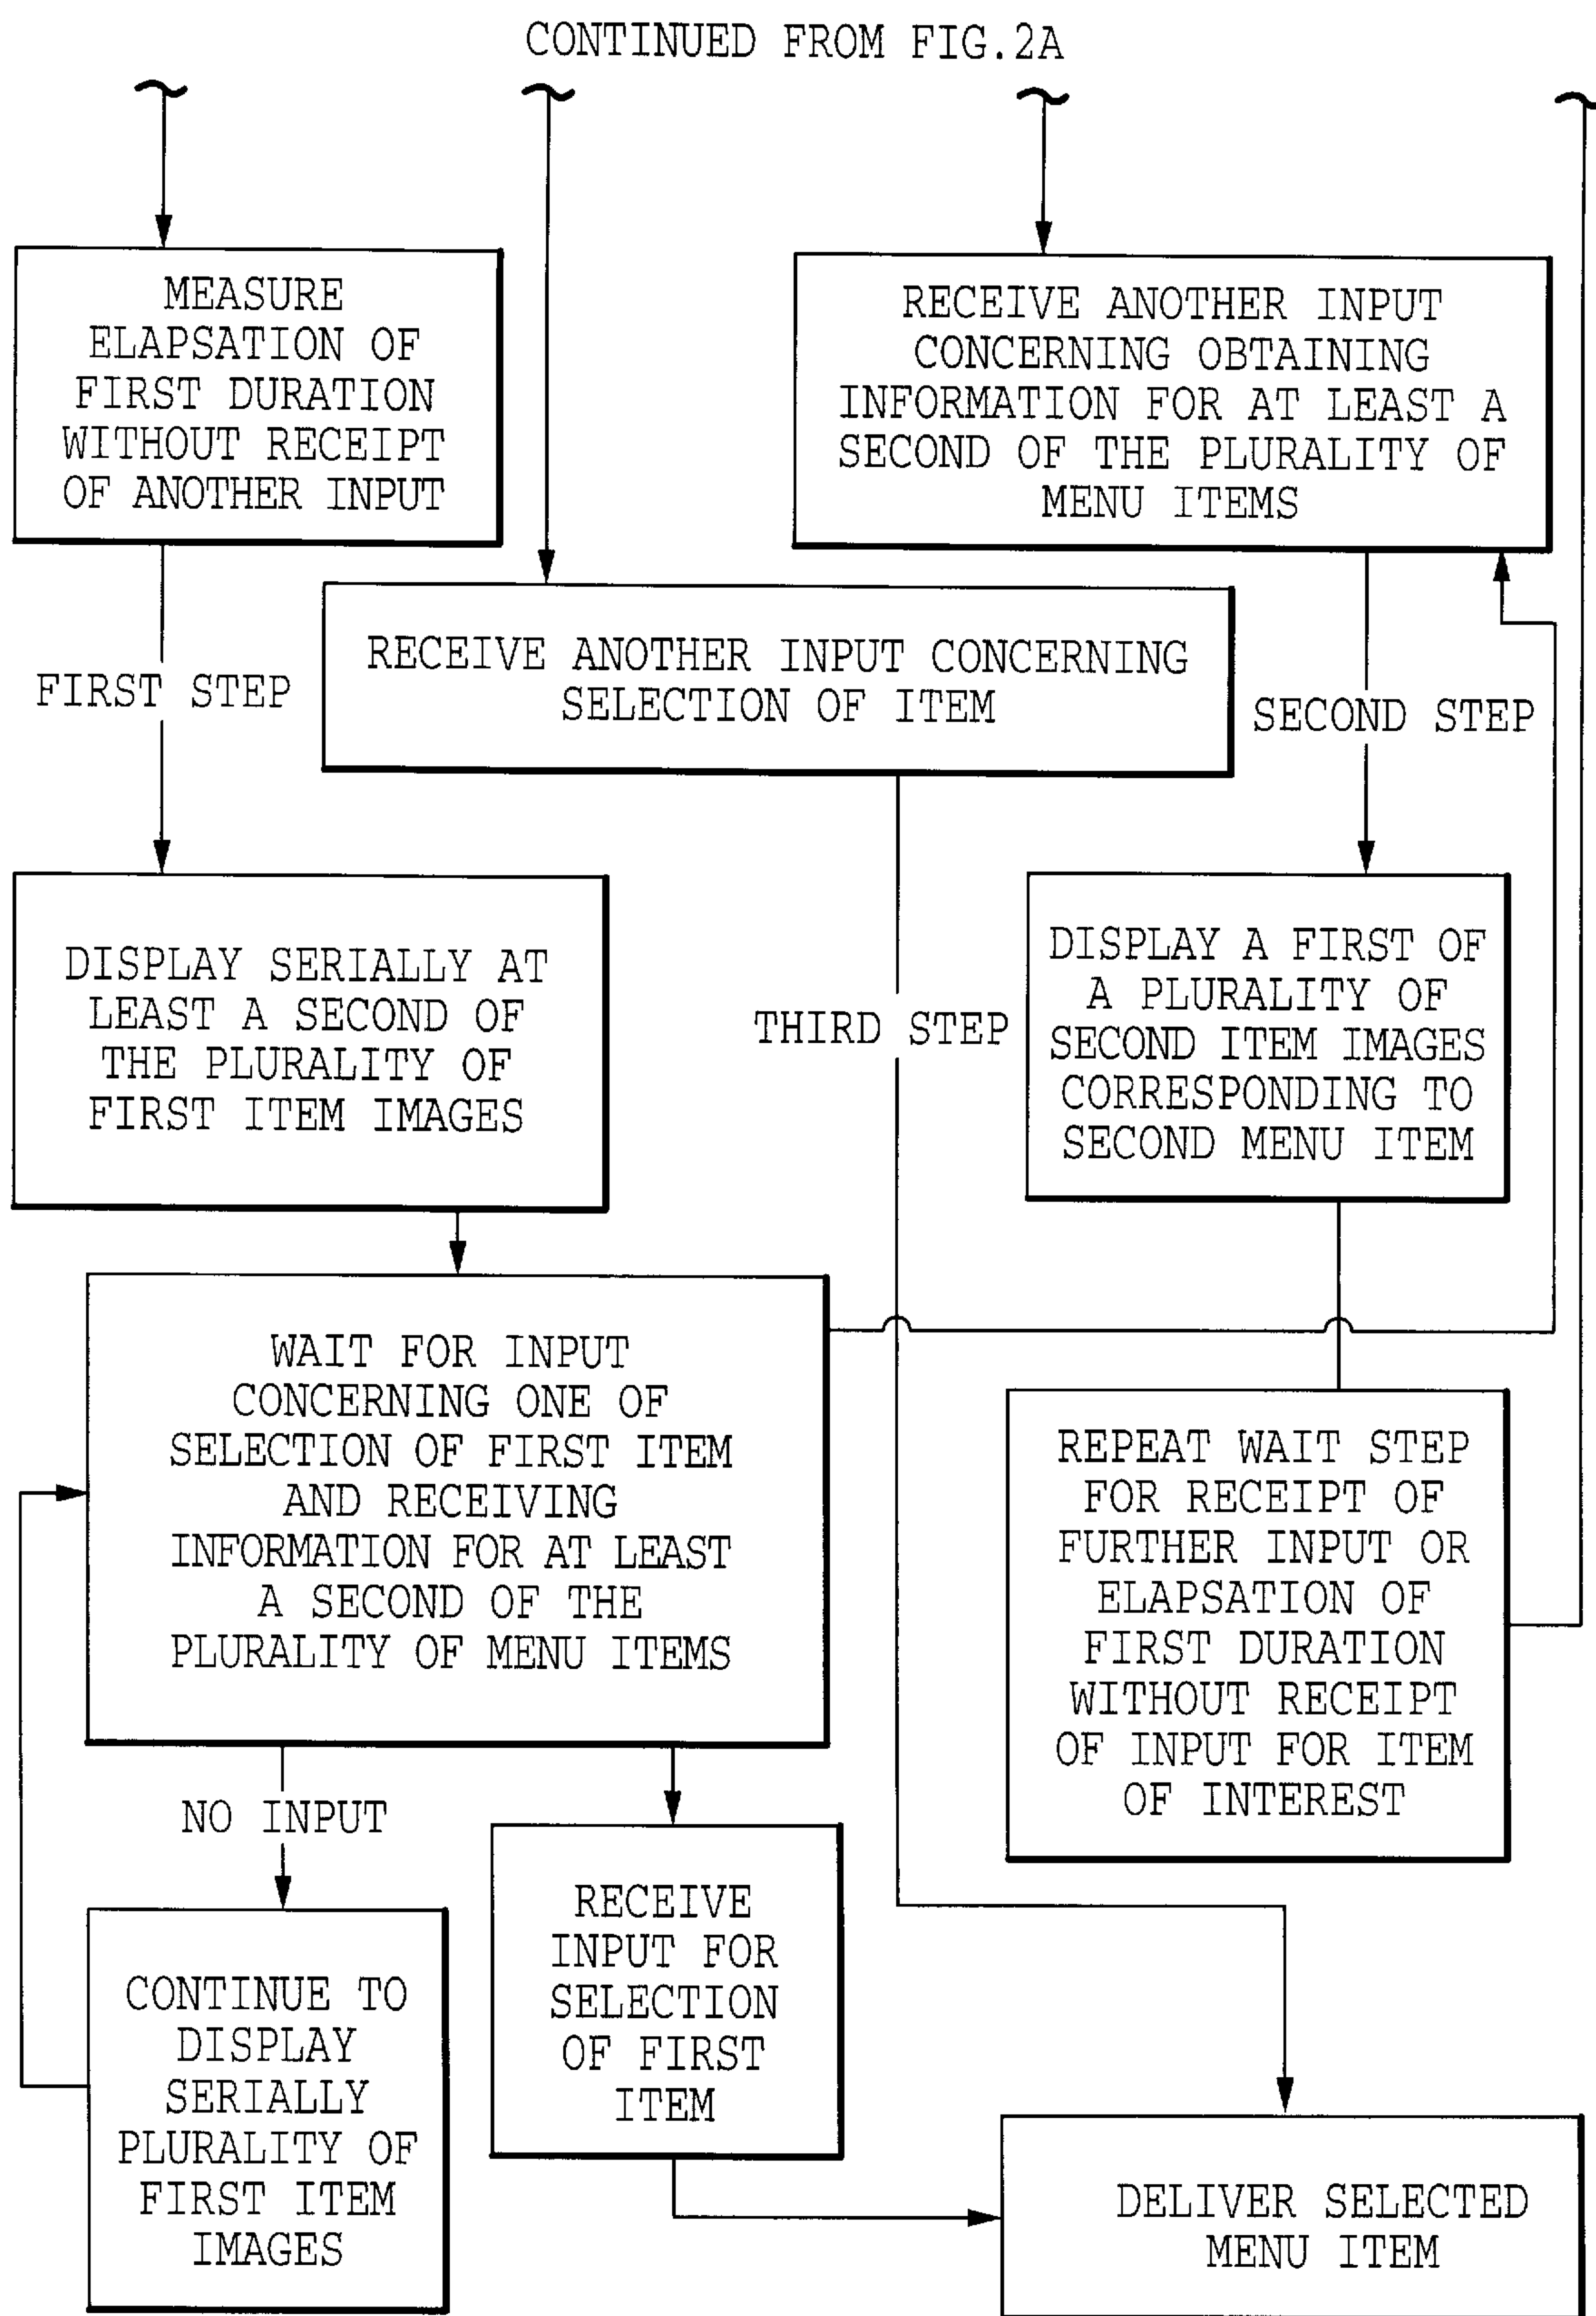 CONTINUED FROM FIG.2A
MEASURE
ELAPSATION OF
FIRST DURATION
WITHOUT RECEIPT
OF ANOTHER INPUT
RECEIVE ANOTHER INPUT
CONCERNING OBTAINING
INFORMATION FOR AT LEAST A
SECOND OF THE PLURALITY OF
MENU ITEMS
RECEIVE ANOTHER INPUT CONCERNING
SELECTION OF ITEM
FIRST STEP
SECOND STEP
DISPLAY SERIALLY AT
LEAST A SECOND OF
THE PLURALITY OF
FIRST ITEM IMAGES
THIRD STEP
DISPLAY A FIRST OF
A PLURALITY OF
SECOND ITEM IMAGES
CORRESPONDING TO
SECOND MENU ITEM
WAIT FOR INPUT
CONCERNING ONE OF
SELECTION OF FIRST ITEM
AND RECEIVING
INFORMATION FOR AT LEAST
A SECOND OF THE
PLURALITY OF MENU ITEMS
REPEAT WAIT STEP
FOR RECEIPT OF
FURTHER INPUT OR
ELAPSATION OF
FIRST DURATION
WITHOUT RECEIPT
OF INPUT FOR ITEM
OF INTEREST
NO INPUT
CONTINUE TO
DISPLAY
SERIALLY
PLURALITY OF
FIRST ITEM
IMAGES
RECEIVE
INPUT FOR
SELECTION
OF FIRST
ITEM
DELIVER SELECTED
MENU ITEM